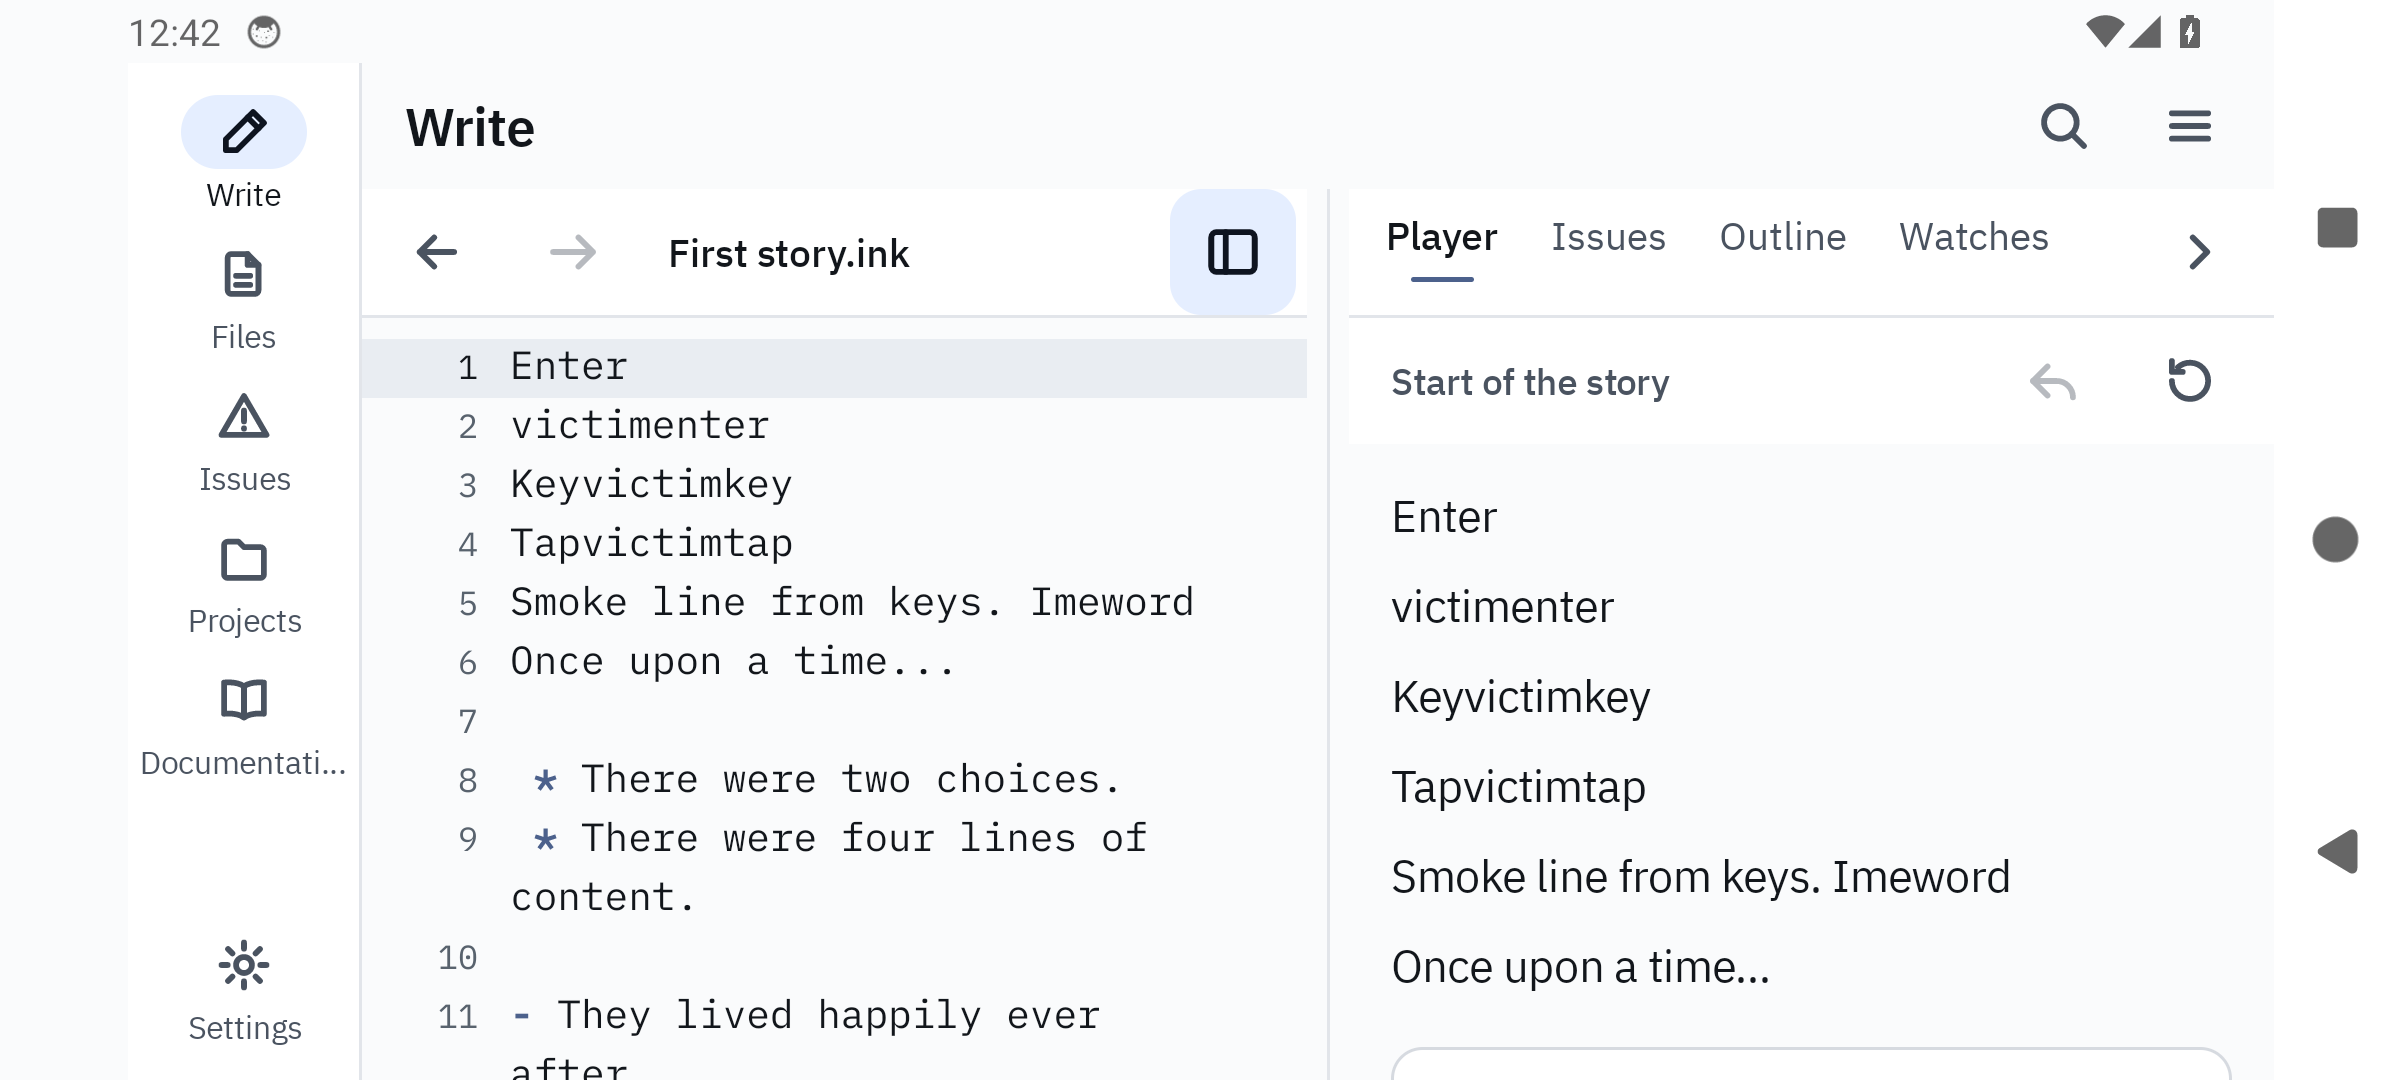 12:42
Write
Files
Issues
Projects
Documentati...
Settings
Write
First story.ink
1 Enter
2 victimenter
3 Keyvictimkey
4 Tapvictimtap
5 Smoke line from keys. Imeword
6 Once upon a time...
7
8 * There were two choices.
9 * There were four lines of
content.
10
11 - They lived happily ever
after
Player Issues Outline Watches
Start of the story
Enter
victimenter
Keyvictimkey
Tapvictimtap
Smoke line from keys. Imeword
Once upon a time...